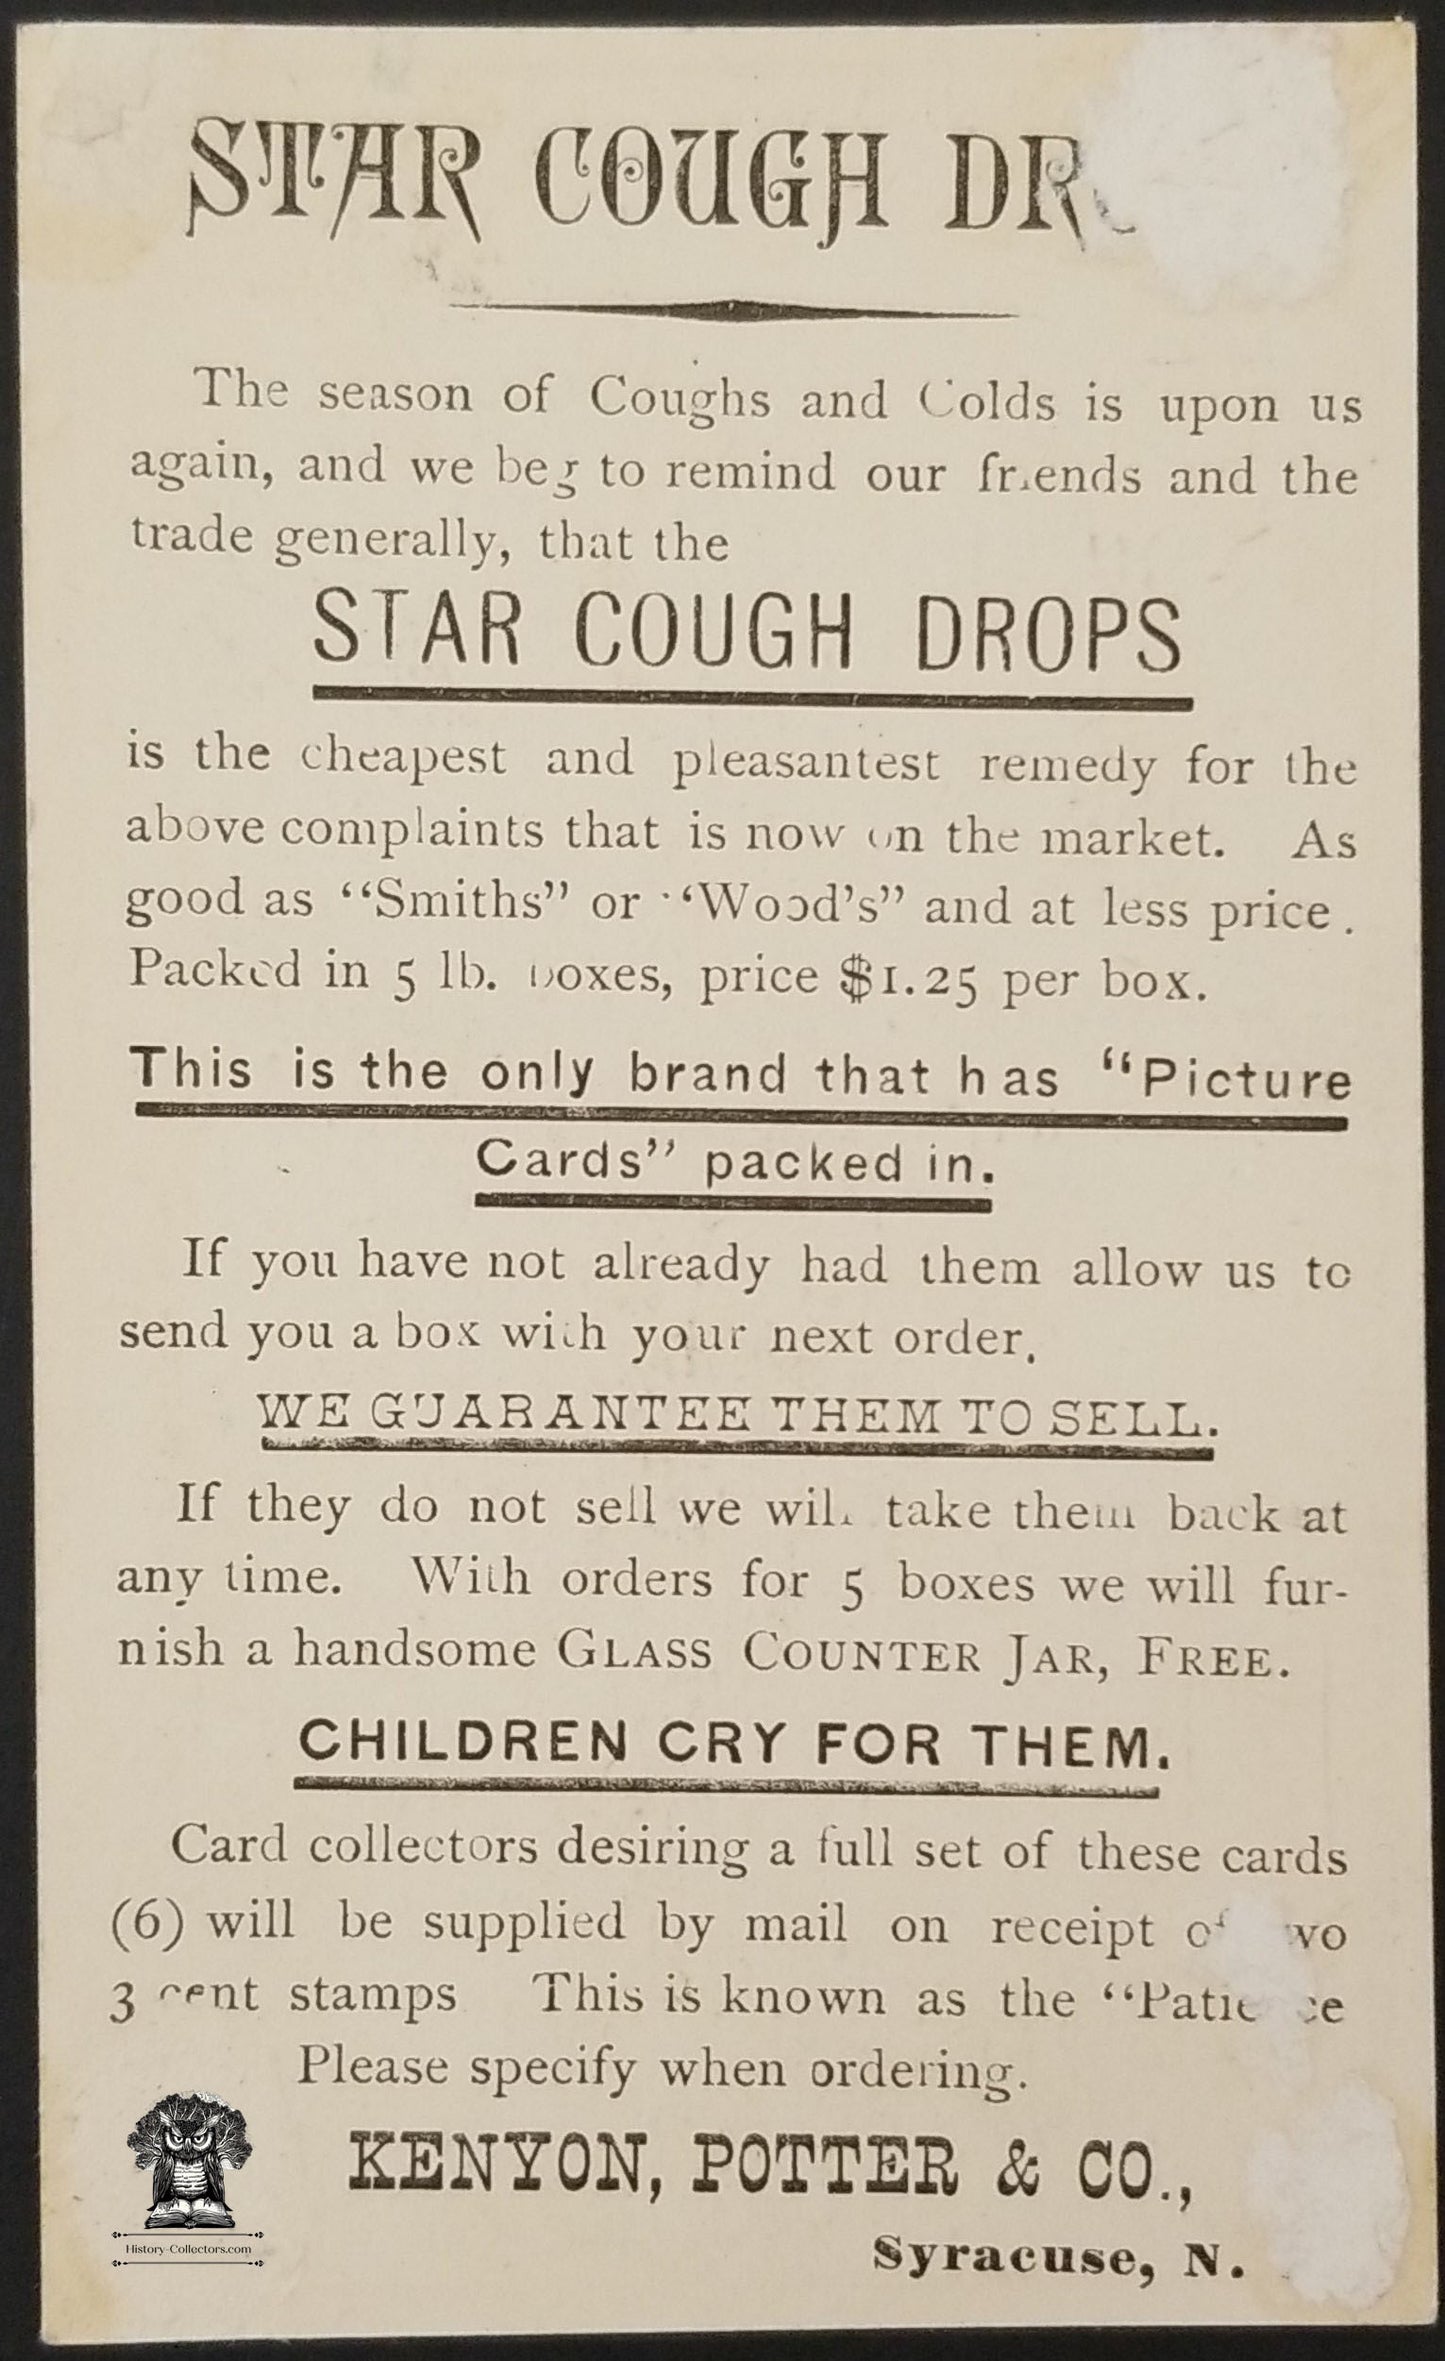 STAR COUGH
The season of Coughs and Colds is upon us
again, and we beg to remind our friends and the
trade generally, that the
STAR COUGH DROPS
is the cheapest and pleasantest remedy for the
above complaints that is now on the market. As
good as "Smiths" or "Wood's" and at less price.
Packed in 5 lb. boxes, price $1.25 per box.
This is the only brand that has "Picture
Cards" packed in.
If you have not already had them allow us to
send you a box with your next order.
WE GUARANTEE THEM TO SELL.
If they do not sell we will take them back at
any time. With orders for 5 boxes we will fur-
nish a handsome GLASS COUNTER JAR, FREE.
CHILDREN CRY FOR THEM.
Card collectors desiring a full set of these cards
(6) will be supplied by mail on receipt of
3 cent stamps This is known as the
Please specify when ordering.
KENYON, POTTER & CO.,
Syracuse, N.
History-Collectors.com